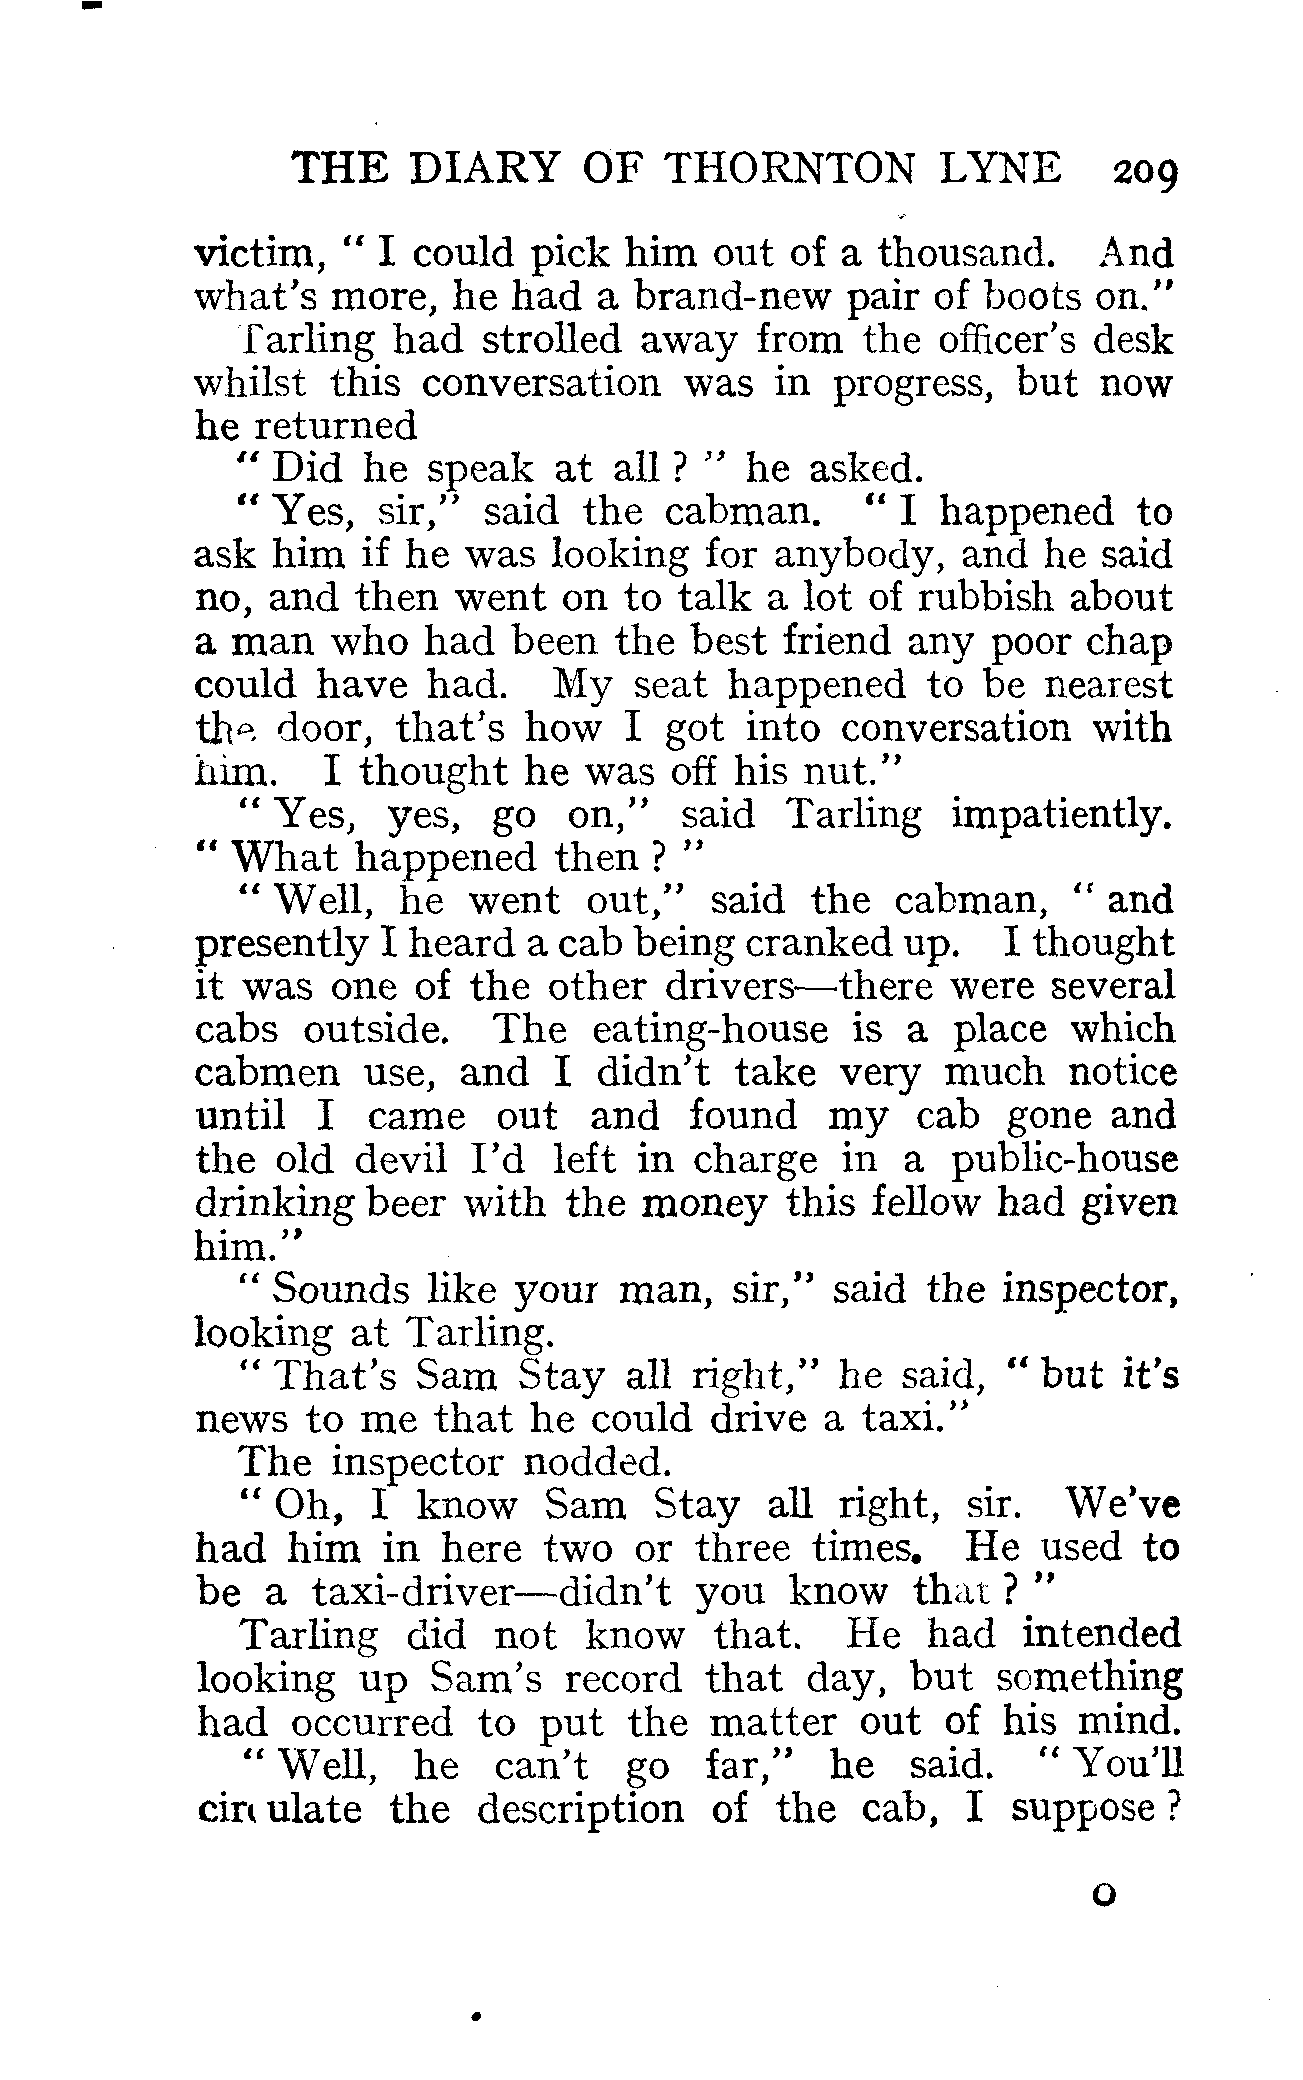 THE DIARY OF THORNTON LYNE 209
victim, " I could pick him out of a thousand. And
what's more, he had a brand-new pair of boots on."
Tarling had strolled away from the officer's desk
whilst this conversation was in progress, but now
he returned
" Did he speak at all ? " he asked.
" Yes, sir," said the cabman. " I happened to
ask him if he was looking for anybody, and he said
no, and then went on to talk a lot of rubbish about
a man who had been the best friend any poor chap
could have had. My seat happened to be nearest
the door, that's how I got into conversation with
him. I thought he was off his nut."
" Yes, yes, go on," said Tarling impatiently.
" What happened then ? "
" Well, he went out," said the cabman, " and
presently I heard a cab being cranked up. I thought
it was one of the other drivers—there were several
cabs outside. The eating-house is a place which
cabmen use, and I didn't take very much notice
until I came out and found my cab gone and
the old devil I'd left in charge in a public-house
drinking beer with the money this fellow had given
him."
" Sounds like your man, sir," said the inspector,
looking at Tarling.
" That's Sam Stay all right," he said, " but it's
news to me that he could drive a taxi."
The inspector nodded.
" Oh, I know Sam Stay all right, sir. We've
had him in here two or three times. He used to
be a taxi-driver—didn't you know that ? "
Tarling did not know that. He had intended
looking up Sam's record that day, but something
had occurred to put the matter out of his mind.
" Well, he can't go far," he said. " You'll
circulate the description of the cab, I suppose ?
O